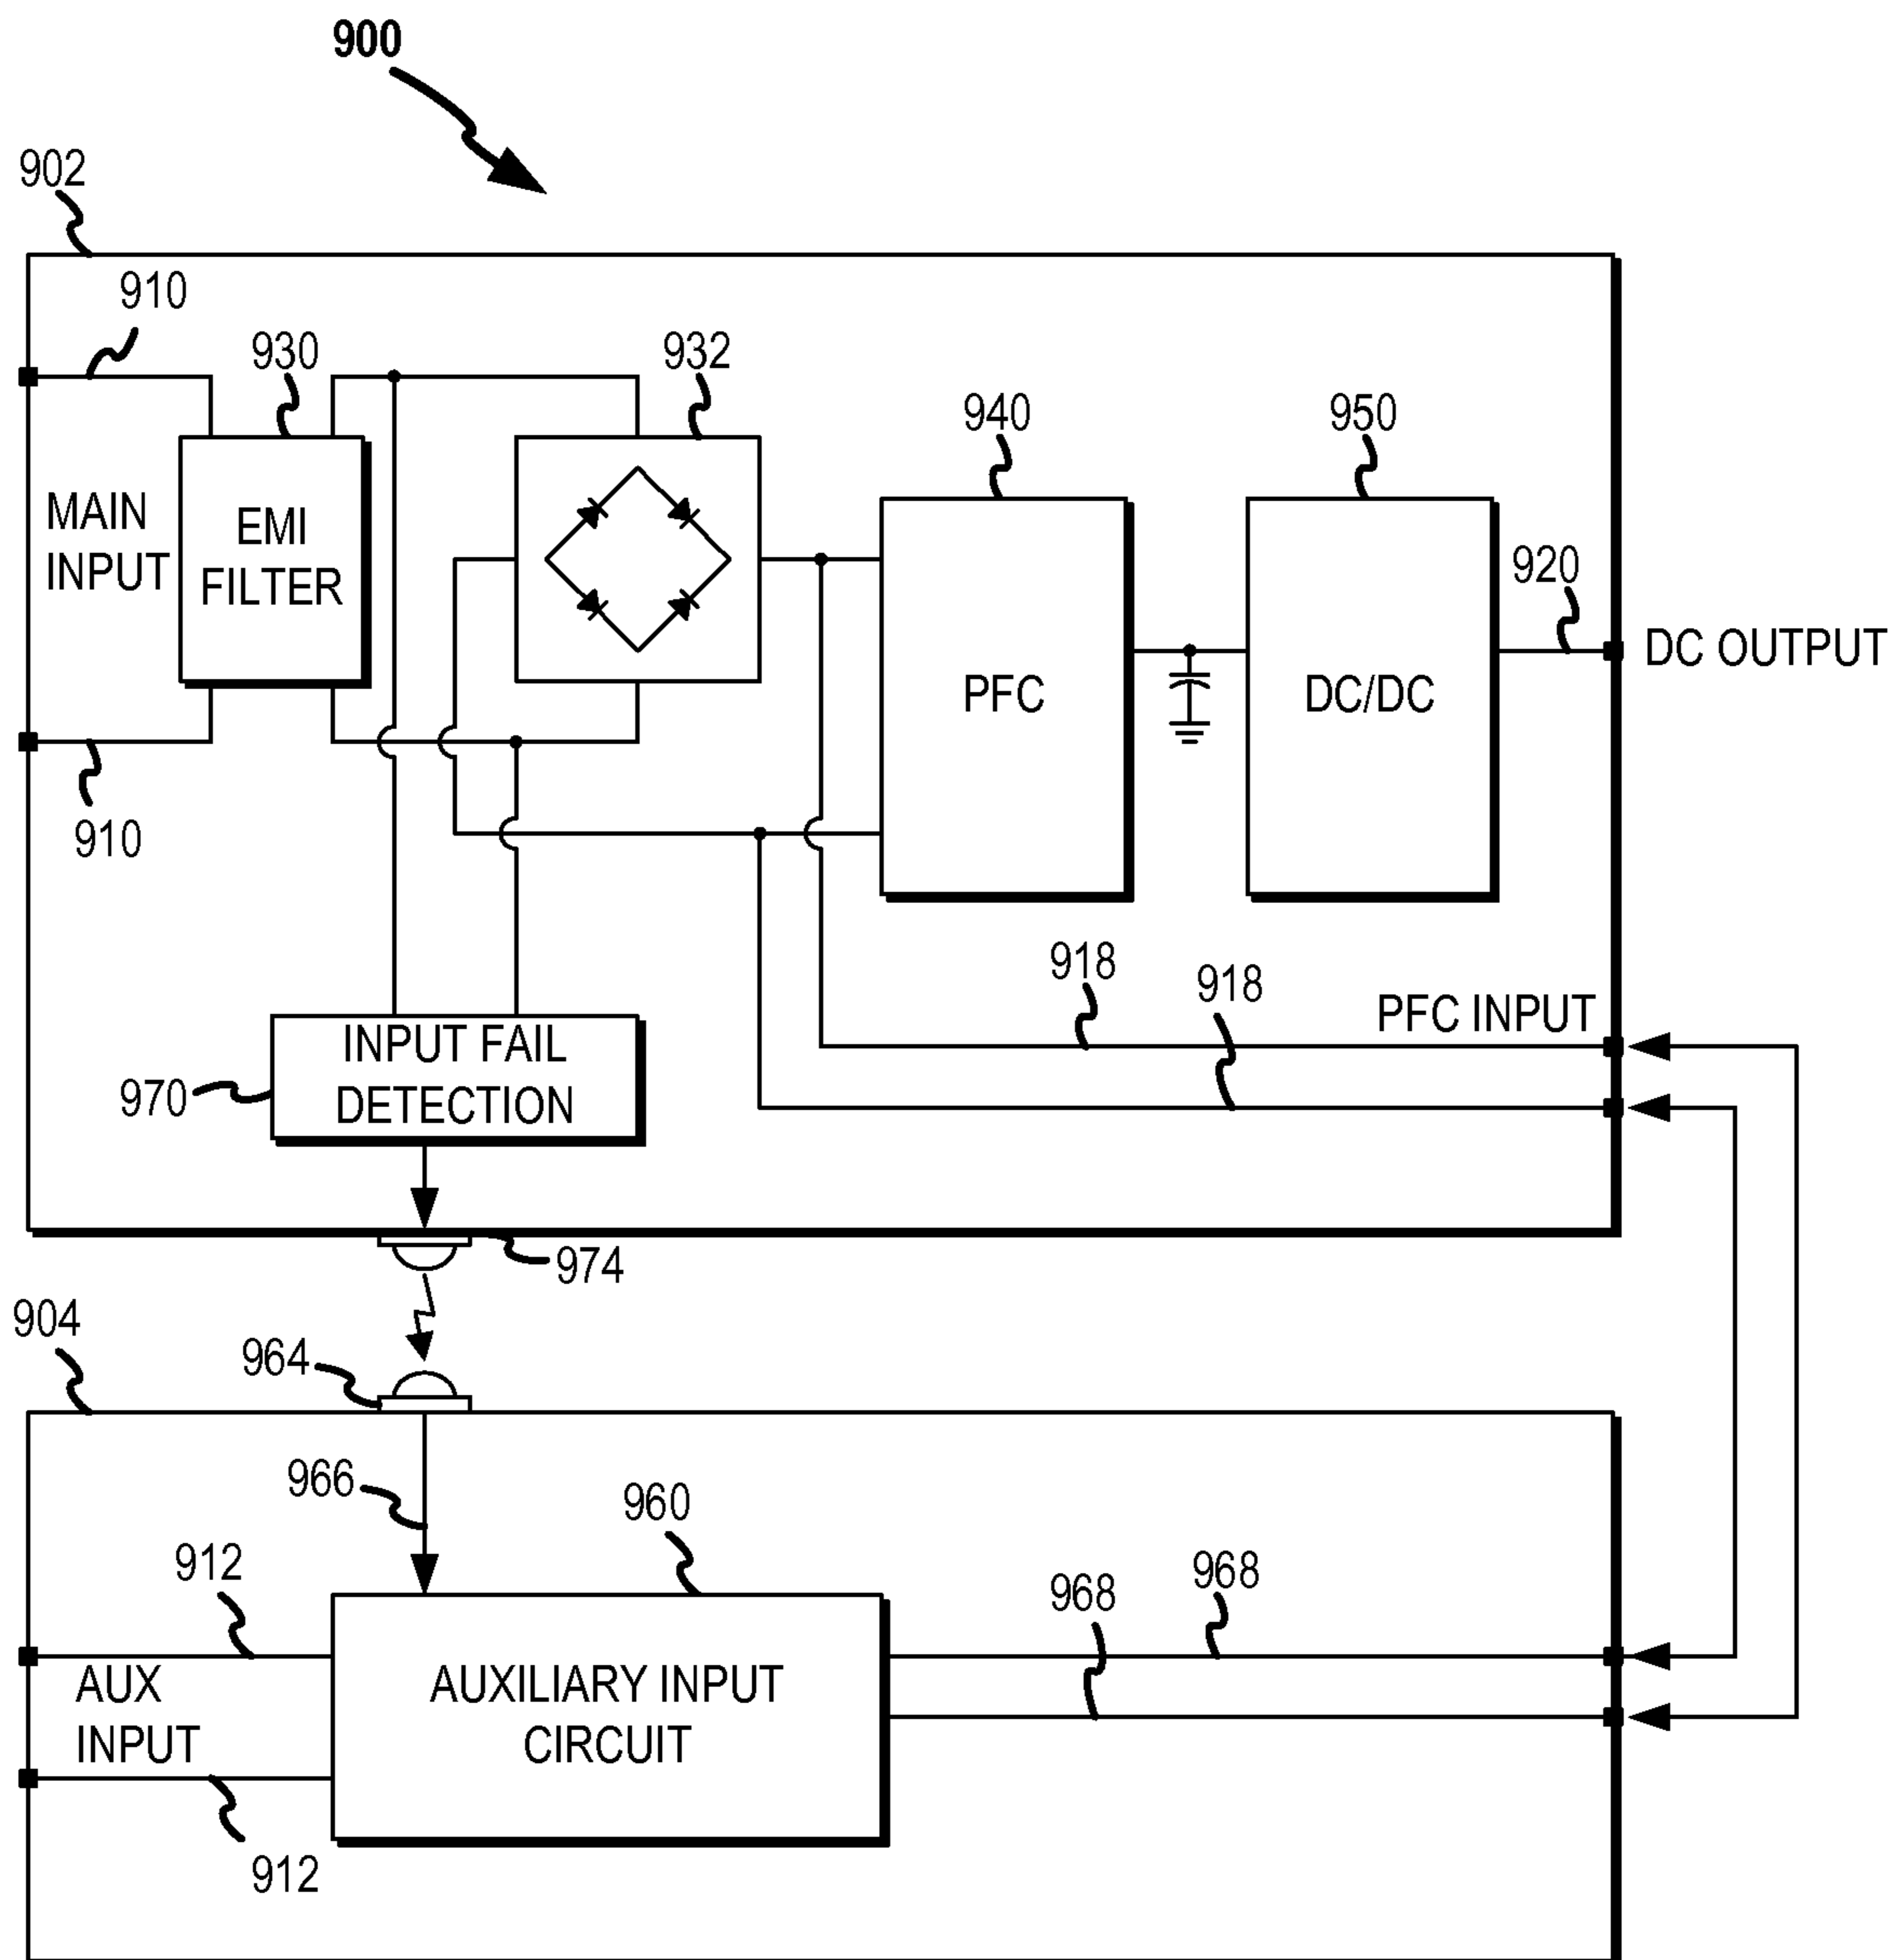 900
902
910
930
932
940
950
MAIN
INPUT
EMI
FILTER
920
DC OUTPUT
PFC
DC/DC
910
918
918
PFC INPUT
INPUT FAIL
DETECTION
970
974
904
964
966
960
912
968
968
AUX
INPUT
AUXILIARY INPUT
CIRCUIT
912